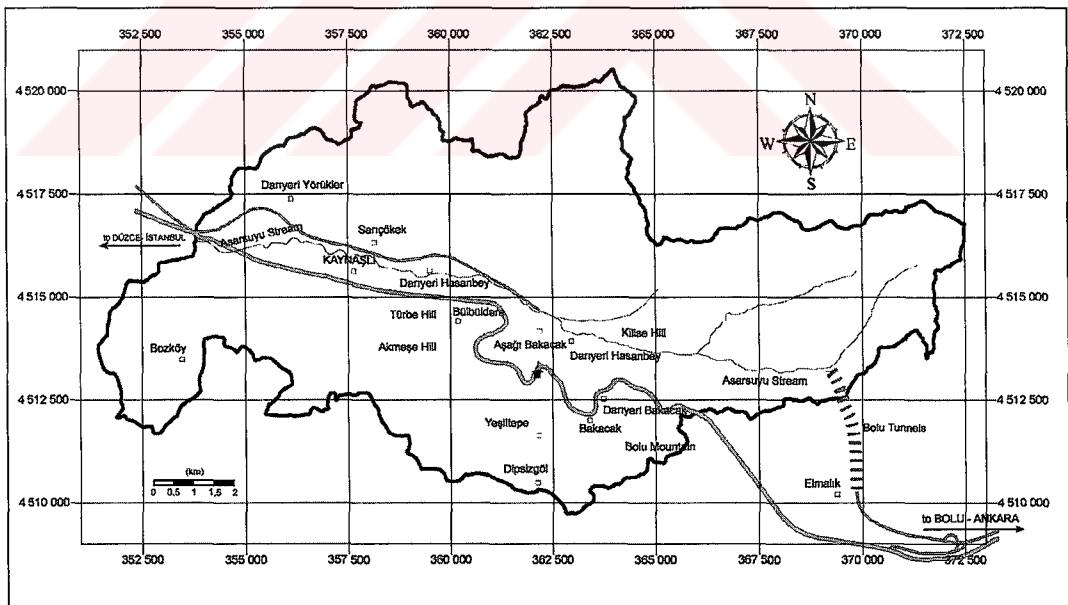 352 500 355 000 357 500 360 000 362 500 365 000 367 500 370 000 372 500
4 520 000 4 520 000
N
W E
S
4 517 500 4 517 500
Darıyeri Yörükler
to DÜZCE- İSTANBUL
Asarsuyu Stream
Sarıçökek
KAYNAŞLI
Darıyeri Hasanbey
4 515 000 4 515 000
Türbe Hill
Bülbüldere
Kilise Hill
Akmeşe Hill
Aşağı Bakacak
Darıyeri Hasanbey
Bozköy
Asarsuyu Stream
4 512 500 4 512 500
Darıyeri Bakacak
Yeşiltepe
Bakacak
Bolu Tunnels
Bolu Mountain
(km)
0 0,5 1 1,5 2
Dipsizgöl
Elmalık
4 510 000 4 510 000
to BOLU - ANKARA
352 500 355 000 357 500 360 000 362 500 365 000 367 500 370 000 372 500